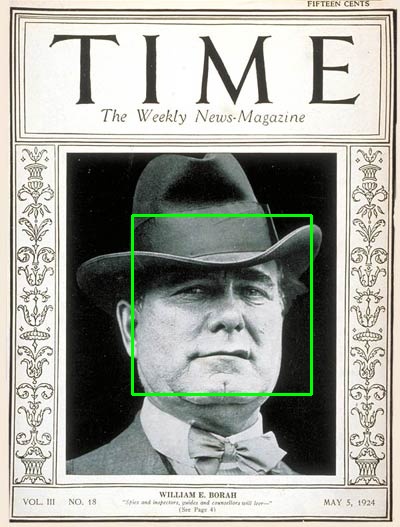 FIFTEEN CENTS
TIME
The Weekly News-Magazine
WILLIAM E. BORAH
VOL. III NO. 18 "Spies and inspectors, guides and counsellors will leer—" MAY 5, 1924
(See Page 4)